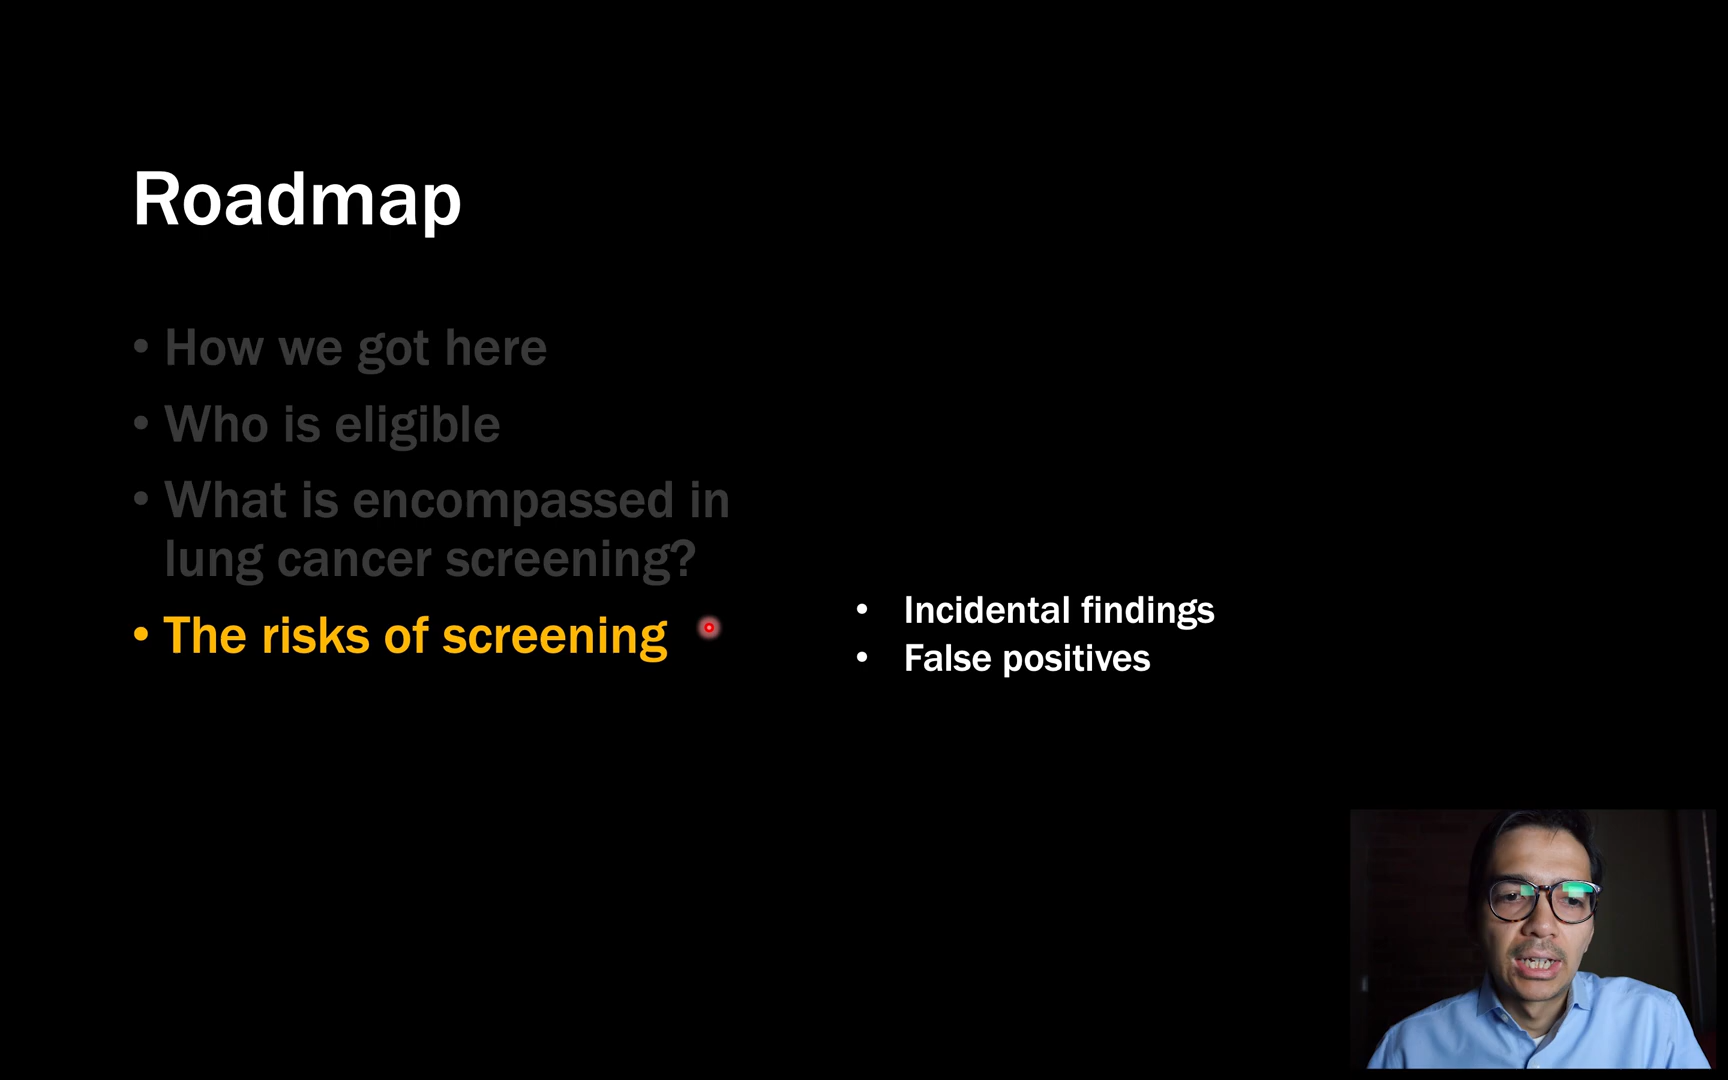 Roadmap
• How we got here
• Who is eligible
• What is encompassed in
lung cancer screening?
• The risks of screening
• Incidental findings
• False positives